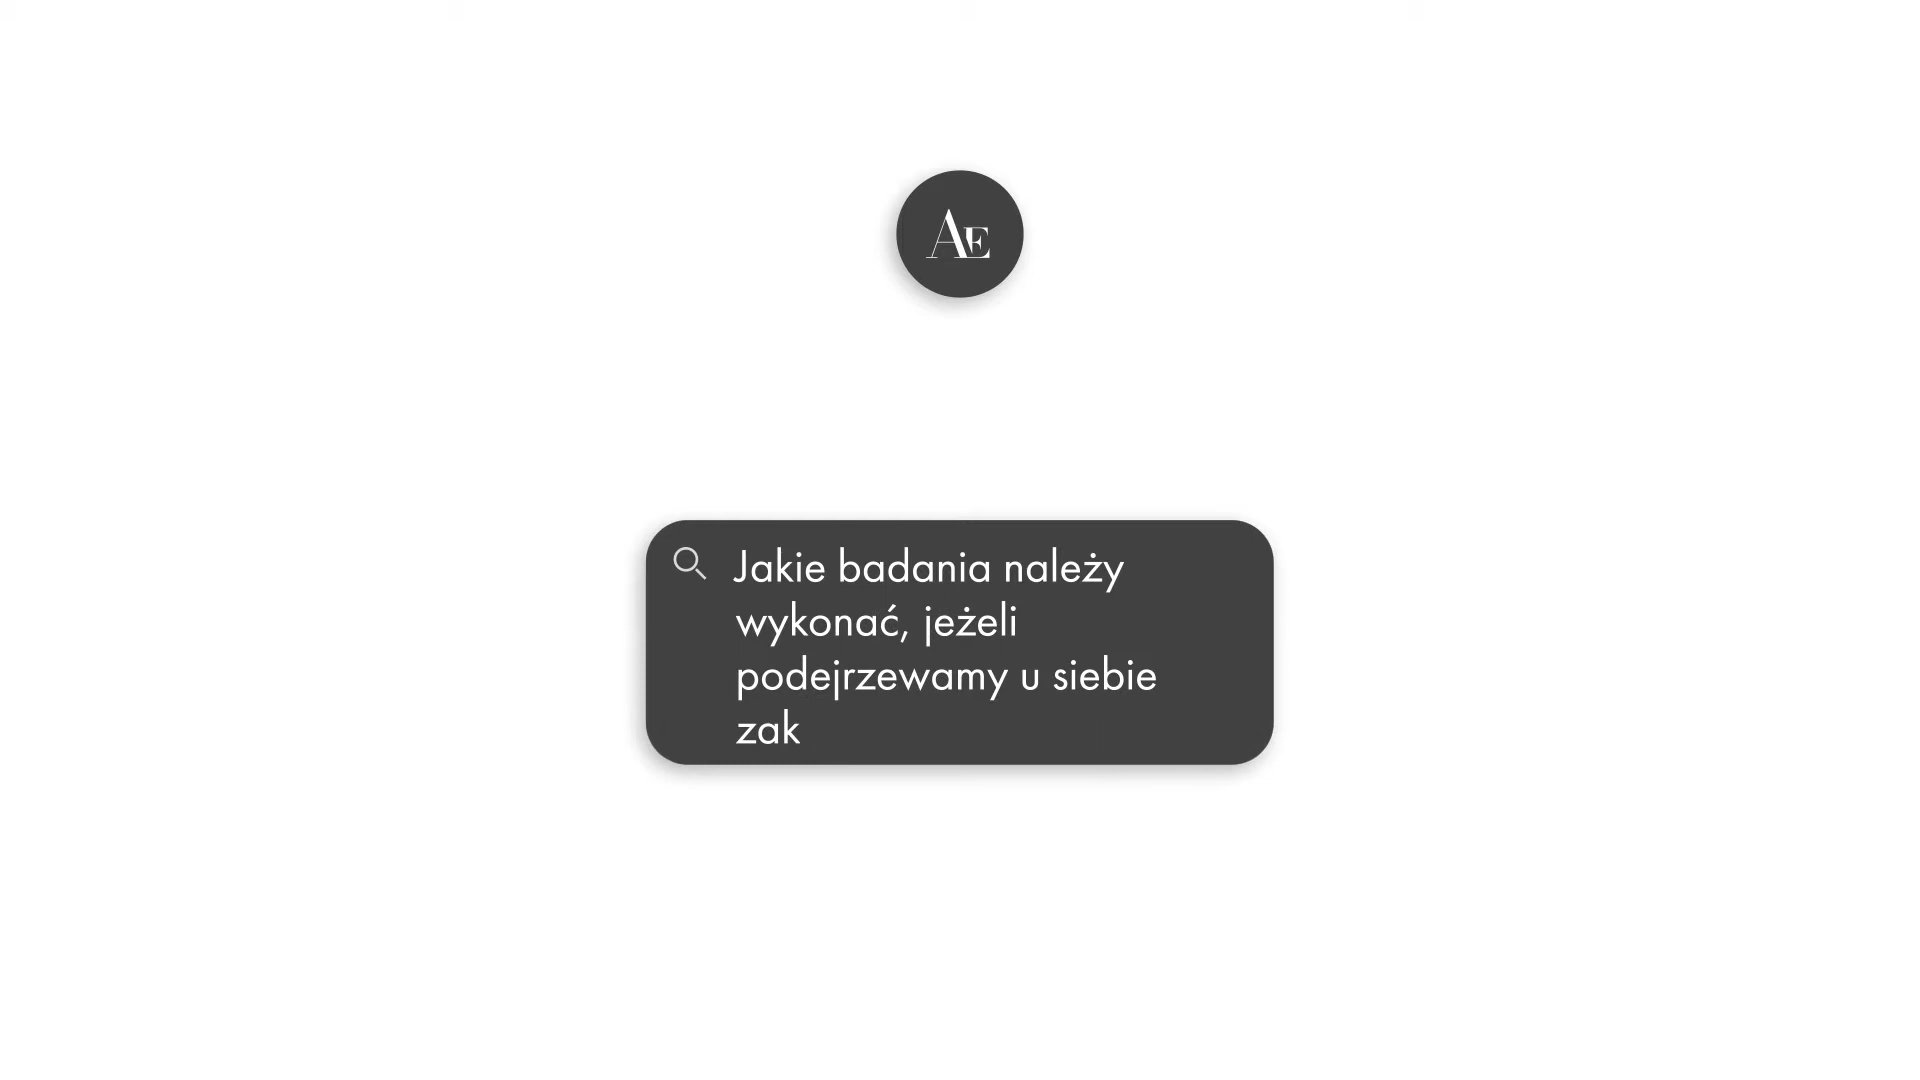 AE
Jakie badania należy
wykonać, jeżeli
podejrzewamy u siebie
zak